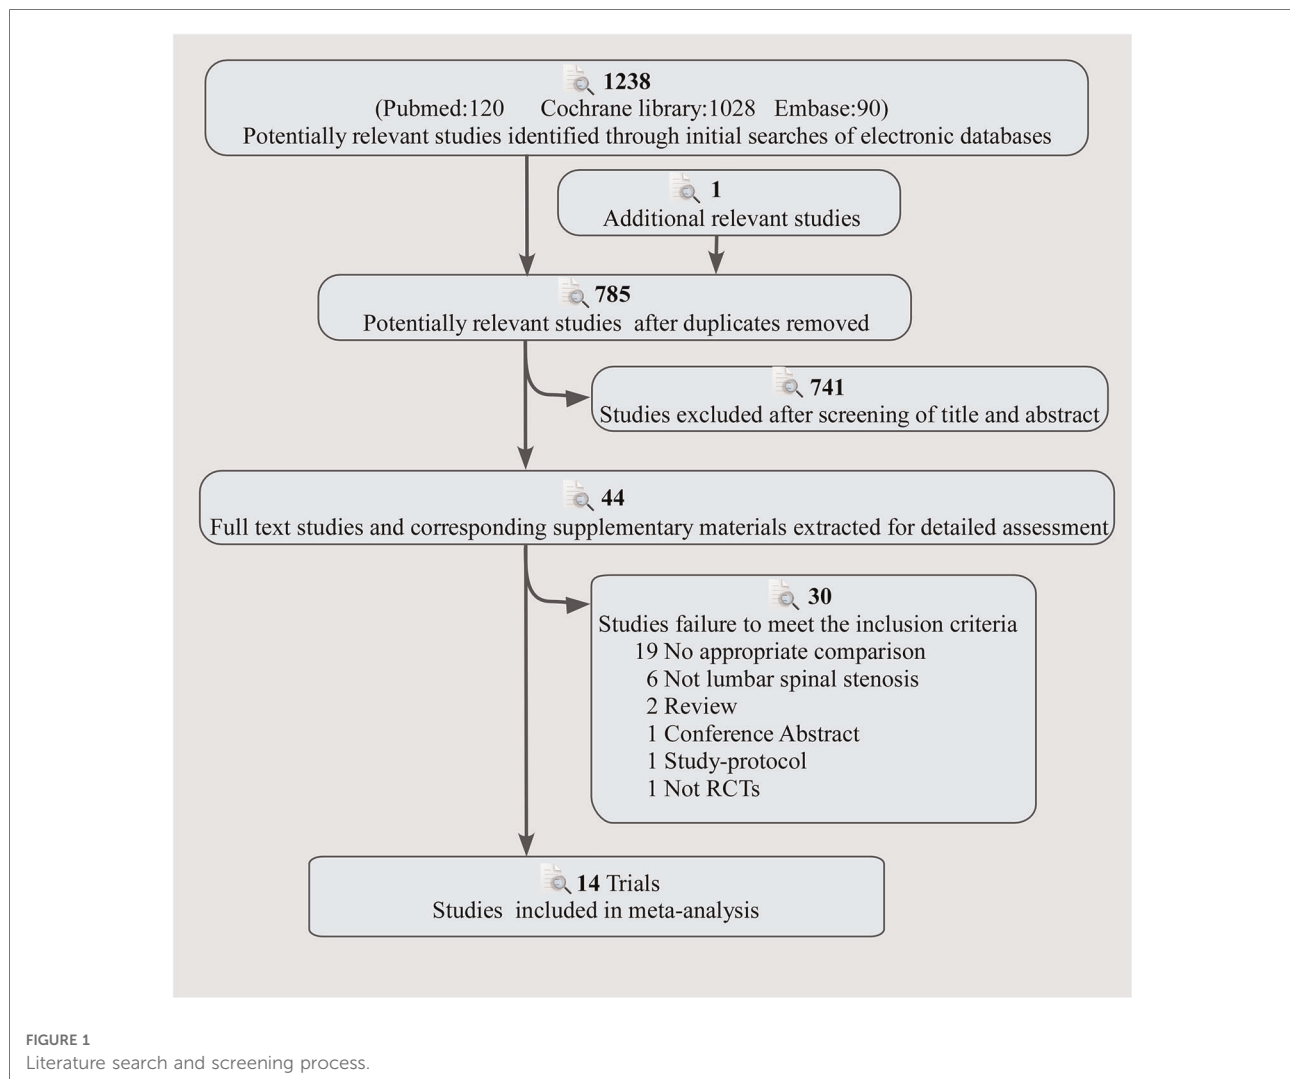 1238
(Pubmed:120 Cochrane library:1028 Embase:90)
Potentially relevant studies identified through initial searches of electronic databases
1
Additional relevant studies
785
Potentially relevant studies after duplicates removed
741
Studies excluded after screening of title and abstract
44
Full text studies and corresponding supplementary materials extracted for detailed assessment
30
Studies failure to meet the inclusion criteria
19 No appropriate comparison
6 Not lumbar spinal stenosis
2 Review
1 Conference Abstract
1 Study-protocol
1 Not RCTs
14 Trials
Studies included in meta-analysis
FIGURE 1
Literature search and screening process.